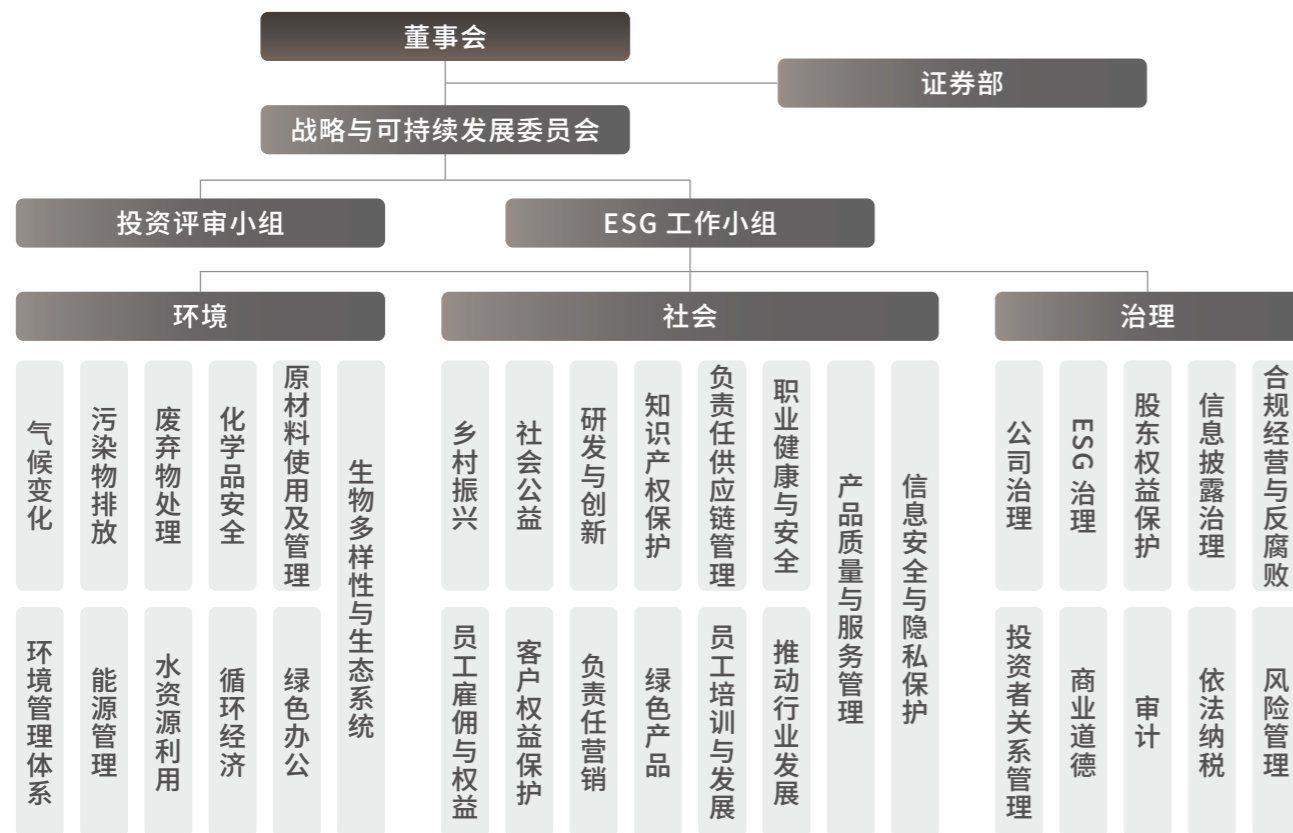 董事会
证券部
战略与可持续发展委员会
投资评审小组
ESG 工作小组
环境
社会
治理
气候变化
污染物排放
废弃物处理
化学品安全
原材料使用及管理
生物多样性与生态系统
乡村振兴
社会公益
研发与创新
知识产权保护
负责任供应链管理
职业健康与安全
产品质量与服务管理
信息安全与隐私保护
公司治理
ESG 治理
股东权益保护
信息披露治理
合规经营与反腐败
环境管理体系
能源管理
水资源利用
循环经济
绿色办公
员工雇佣与权益
客户权益保护
负责任营销
绿色产品
员工培训与发展
推动行业发展
投资者关系管理
商业道德
审计
依法纳税
风险管理